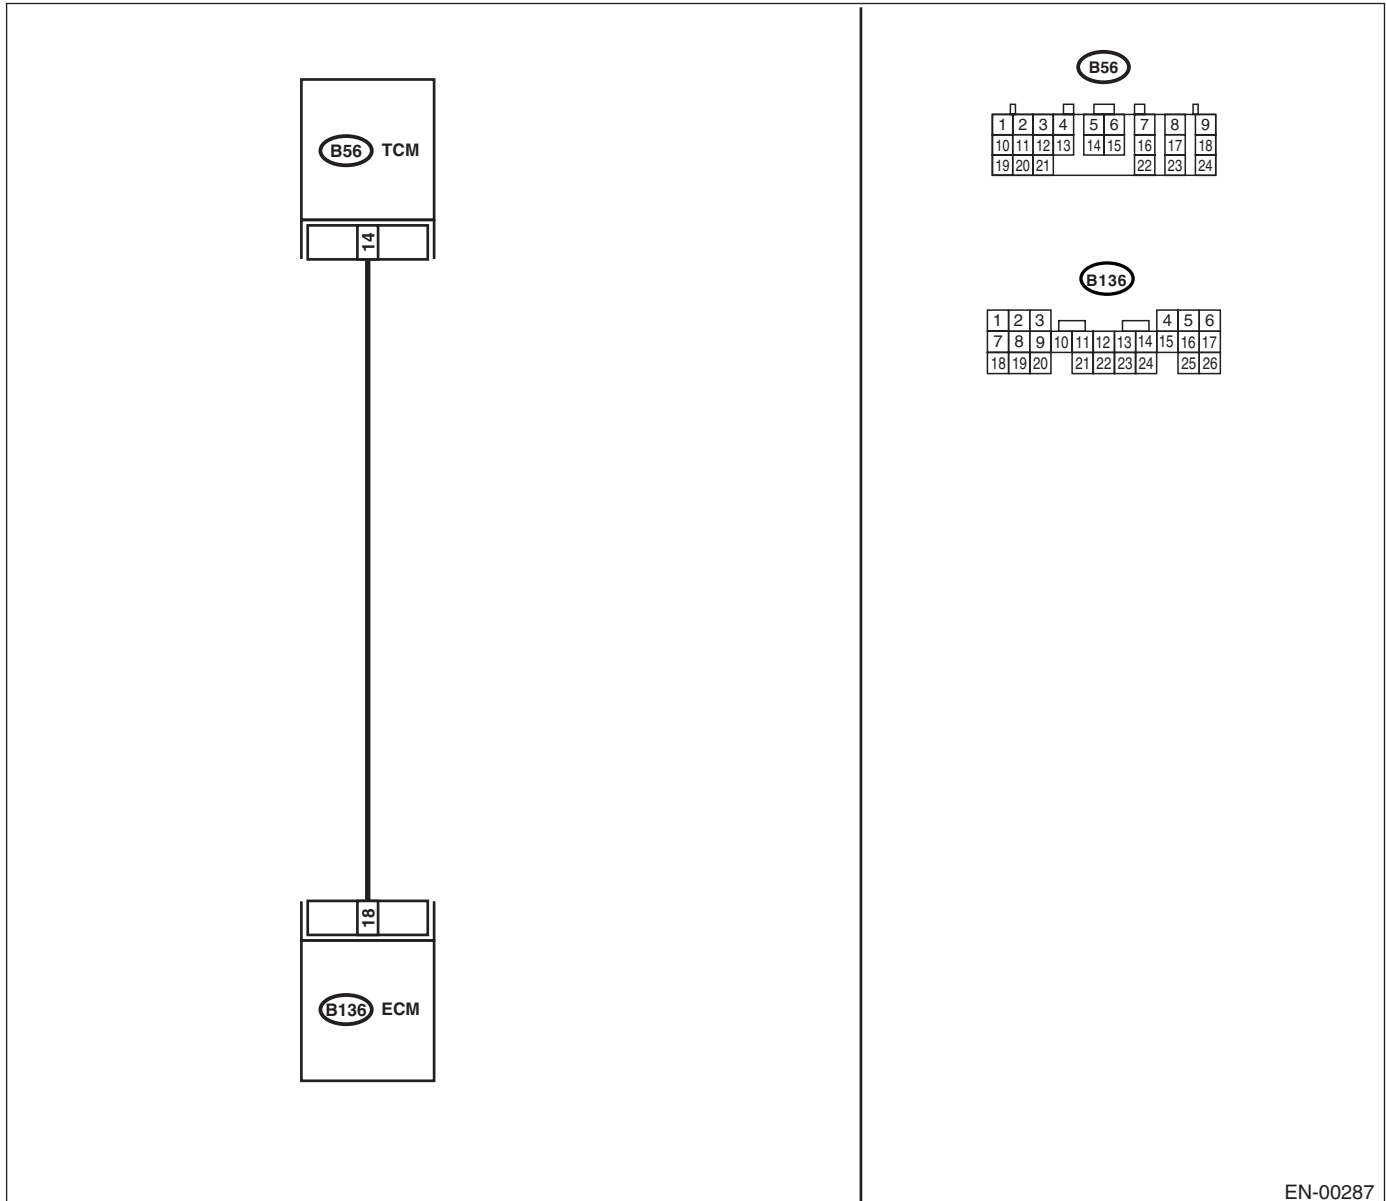 B56 TCM
14
18
B136 ECM
B56
1 2 3 4 5 6 7 8 9
10 11 12 13 14 15 16 17 18
19 20 21 22 23 24
B136
1 2 3 4 5 6
7 8 9 10 11 12 13 14 15 16 17
18 19 20 21 22 23 24 25 26
EN-00287